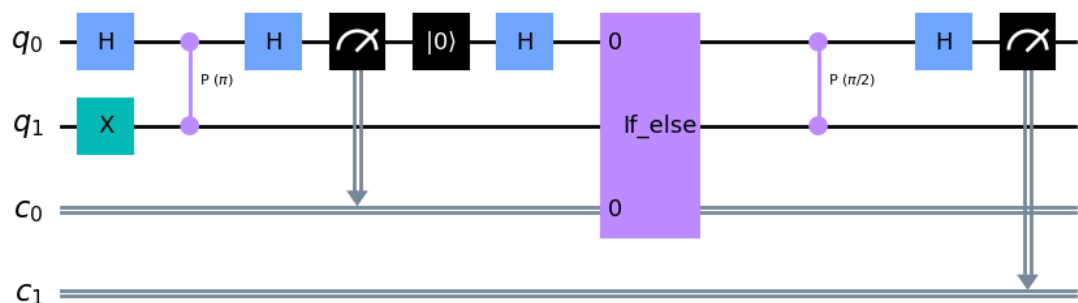 q0 H H |0⟩ H 0 H
P (π) P (π/2)
q1 X If_else
c0 0
c1